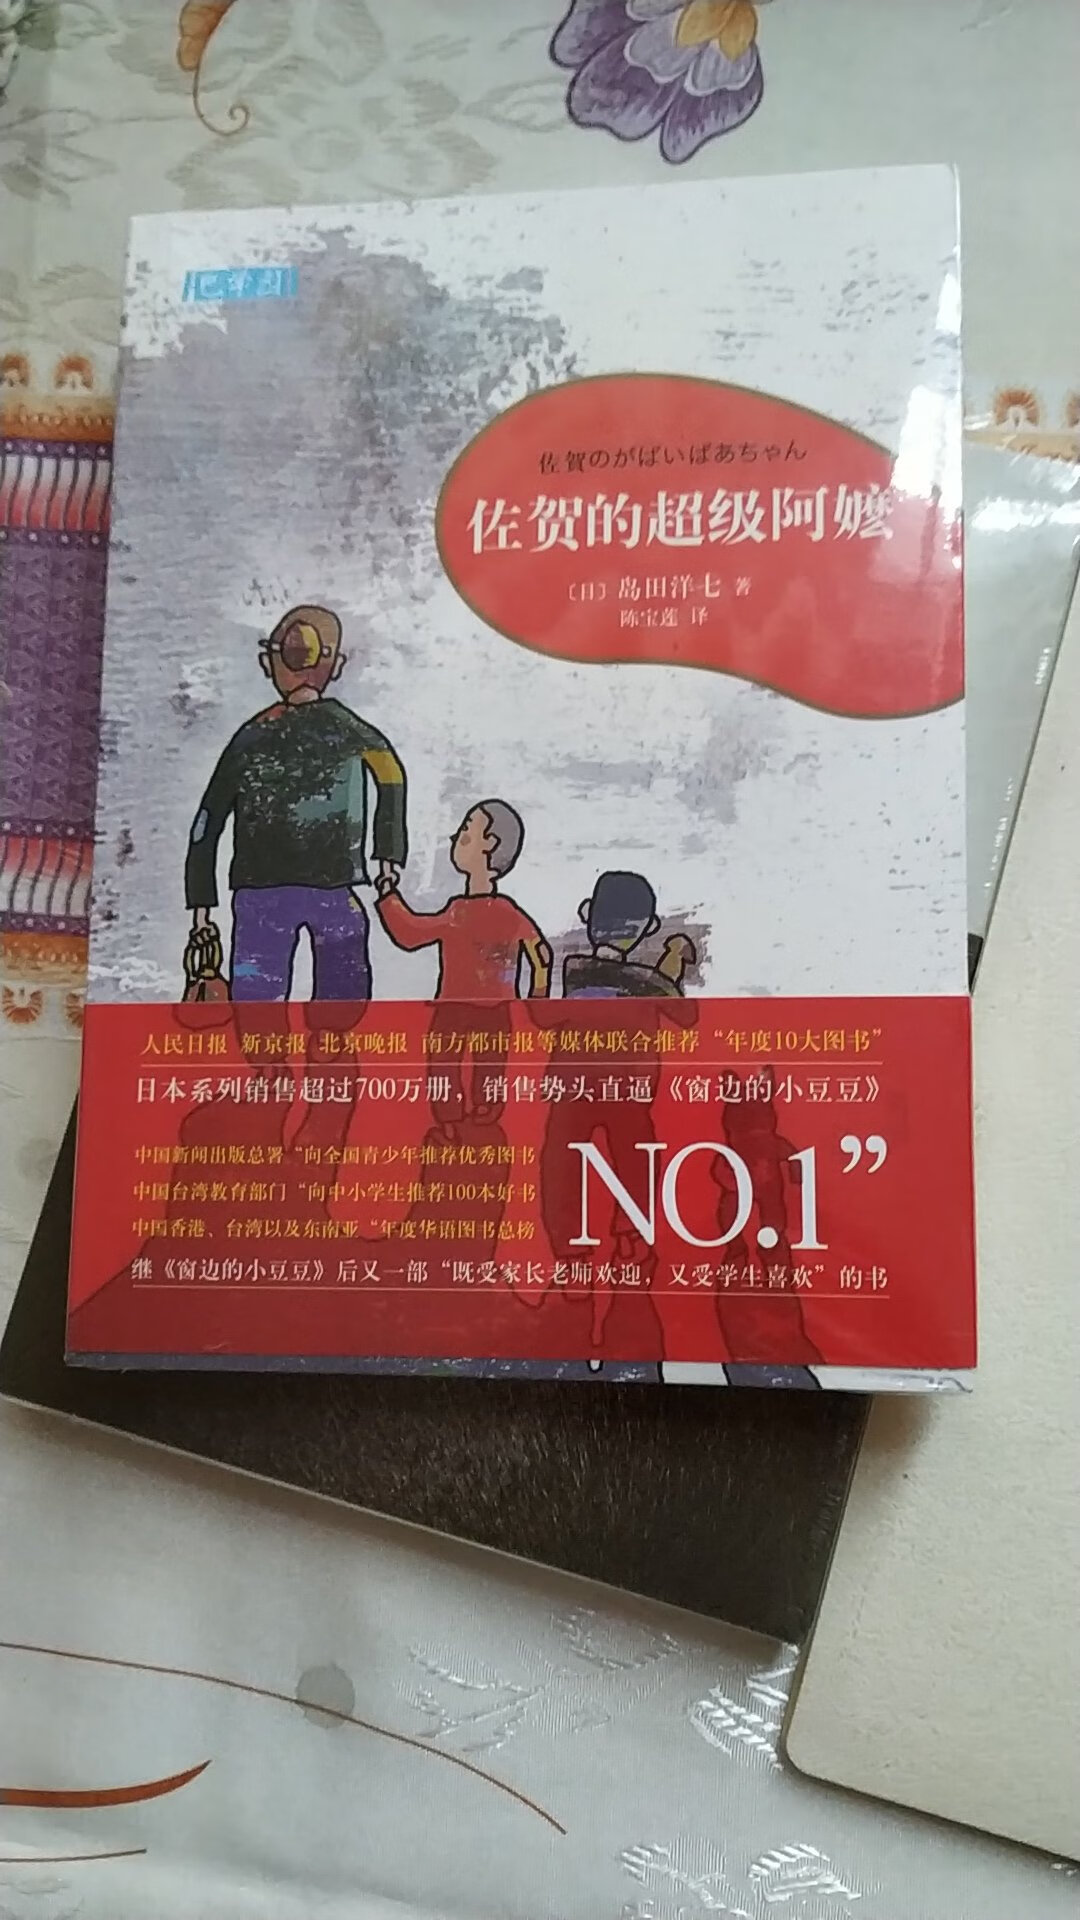 佐賀のがばいばあちゃん
佐贺的超级阿嬷
〔日〕岛田洋七 著
陈宝莲 译
人民日报 新京报 北京晚报 南方都市报等媒体联合推荐“年度10大图书”
日本系列销售超过700万册，销售势头直逼《窗边的小豆豆》
中国新闻出版总署“向全国青少年推荐优秀图书
中国台湾教育部门“向中小学生推荐100本好书
中国香港、台湾以及东南亚“年度华语图书总榜
NO.1”
继《窗边的小豆豆》后又一部“既受家长老师欢迎，又受学生喜欢”的书